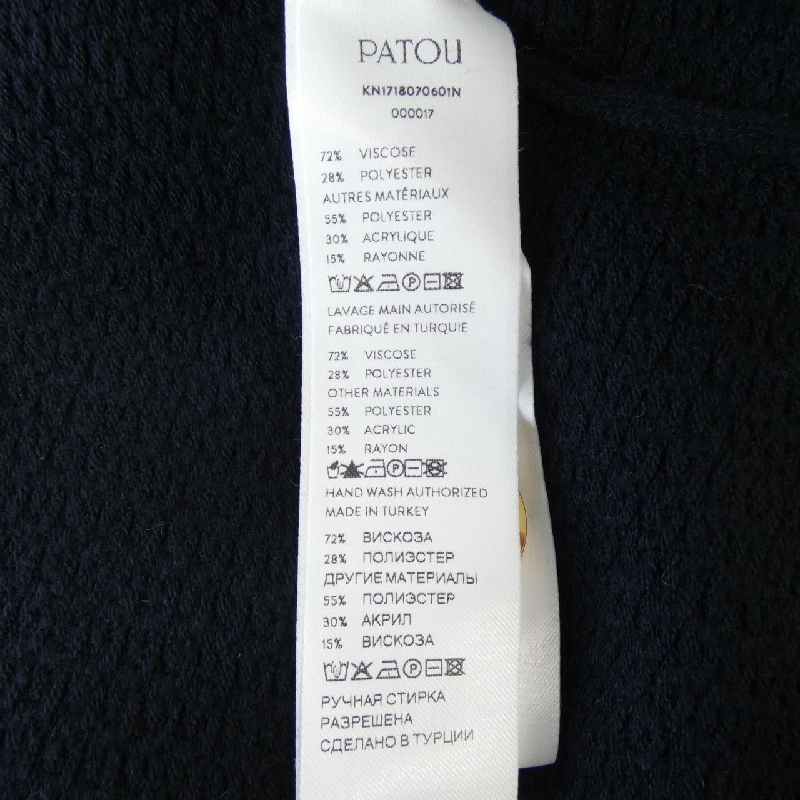 PATOU
KN1718070601N
000017
72% VISCOSE
28% POLYESTER
AUTRES MATÉRIAUX
55% POLYESTER
30% ACRYLIQUE
15% RAYONNE
LAVAGE MAIN AUTORISÉ
FABRIQUÉ EN TURQUIE
72% VISCOSE
28% POLYESTER
OTHER MATERIALS
55% POLYESTER
30% ACRYLIC
15% RAYON
HAND WASH AUTHORIZED
MADE IN TURKEY
72% ВИСКОЗА
28% ПОЛИЭСТЕР
ДРУГИЕ МАТЕРИАЛЫ
55% ПОЛИЭСТЕР
30% АКРИЛ
15% ВИСКОЗА
РУЧНАЯ СТИРКА
РАЗРЕШЕНА
СДЕЛАНО В ТУРЦИИ